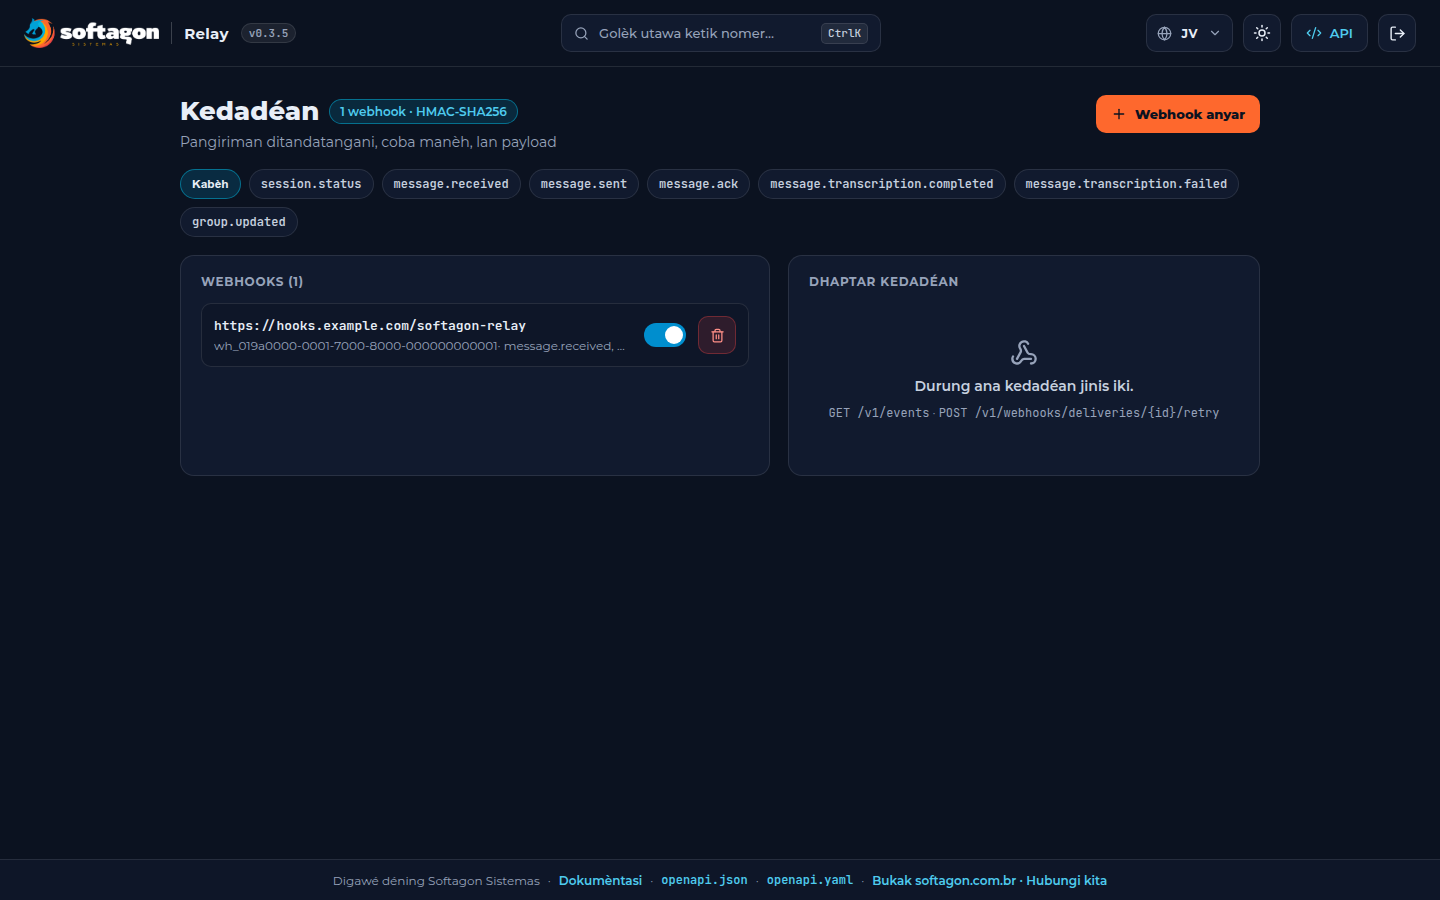 softagon
SISTEMAS
Relay
v0.3.5
Golèk utawa ketik nomer...
CtrlK
JV
API
Kedadéan
1 webhook · HMAC-SHA256
Webhook anyar
Pangiriman ditandatangani, coba manèh, lan payload
Kabèh
session.status
message.received
message.sent
message.ack
message.transcription.completed
message.transcription.failed
group.updated
WEBHOOKS (1)
https://hooks.example.com/softagon-relay
wh_019a0000-0001-7000-8000-000000000001· message.received, ...
DHAPTAR KEDADÉAN
Durung ana kedadéan jinis iki.
GET /v1/events · POST /v1/webhooks/deliveries/{id}/retry
Digawé déning Softagon Sistemas · Dokumèntasi · openapi.json · openapi.yaml · Bukak softagon.com.br · Hubungi kita